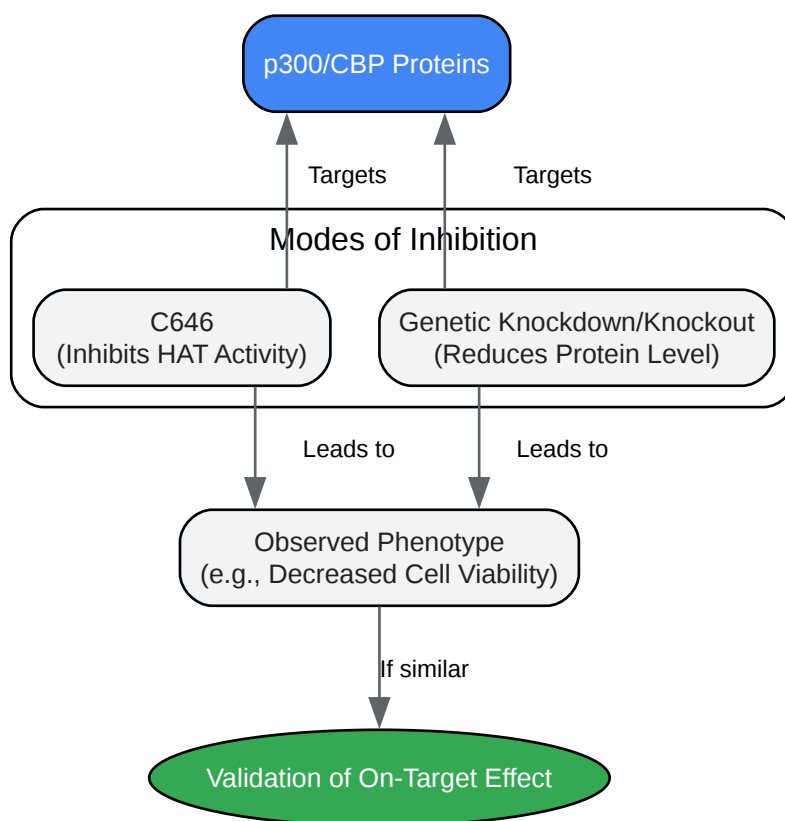 p300/CBP Proteins
Targets
Targets
Modes of Inhibition
C646
(Inhibits HAT Activity)
Genetic Knockdown/Knockout
(Reduces Protein Level)
Leads to
Leads to
Observed Phenotype
(e.g., Decreased Cell Viability)
If similar
Validation of On-Target Effect